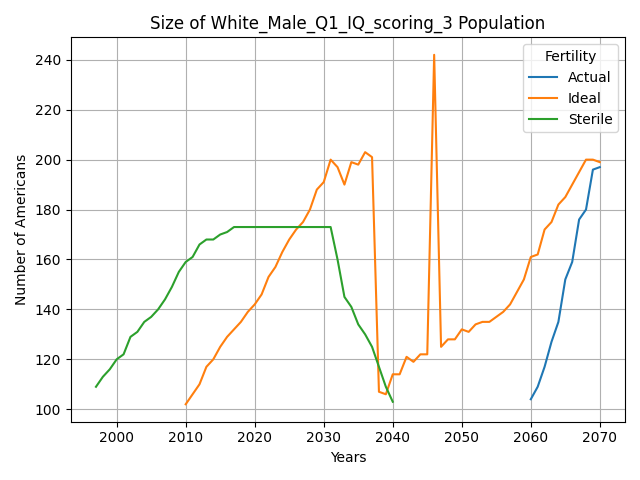 Size of White_Male_Q1_IQ_scoring_3 Population
Number of Americans
240
220
200
180
160
140
120
100
Fertility
Actual
Ideal
Sterile
2000 2010 2020 2030 2040 2050 2060 2070
Years